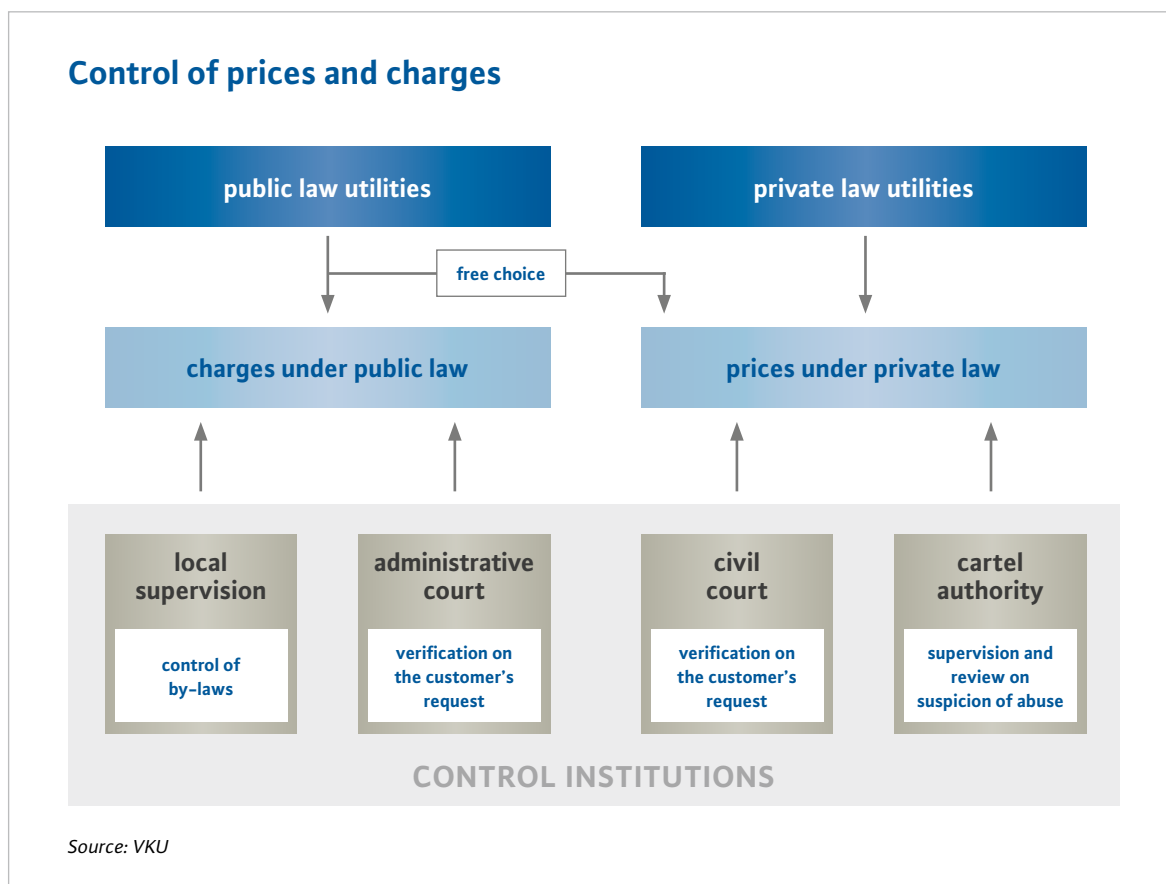 Control of prices and charges
public law utilities
private law utilities
free choice
charges under public law
prices under private law
local
supervision
control of
by-laws
administrative
court
verification on
the customer's
request
civil
court
verification on
the customer's
request
cartel
authority
supervision and
review on
suspicion of abuse
CONTROL INSTITUTIONS
Source: VKU